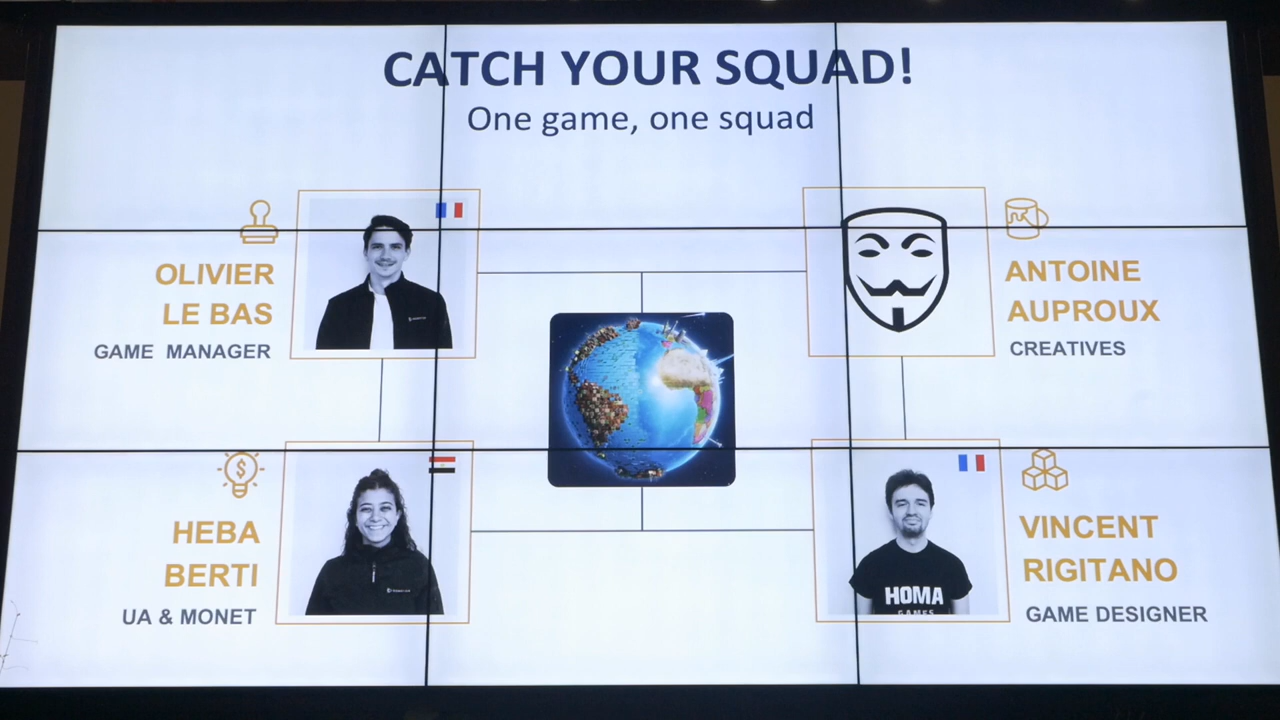 CATCH YOUR SQUAD!
One game, one squad
OLIVIER
LE BAS
GAME MANAGER
ANTOINE
AUPROUX
CREATIVES
HEBA
BERTI
UA & MONET
$
VINCENT
RIGITANO
GAME DESIGNER
HOMA
GAMES